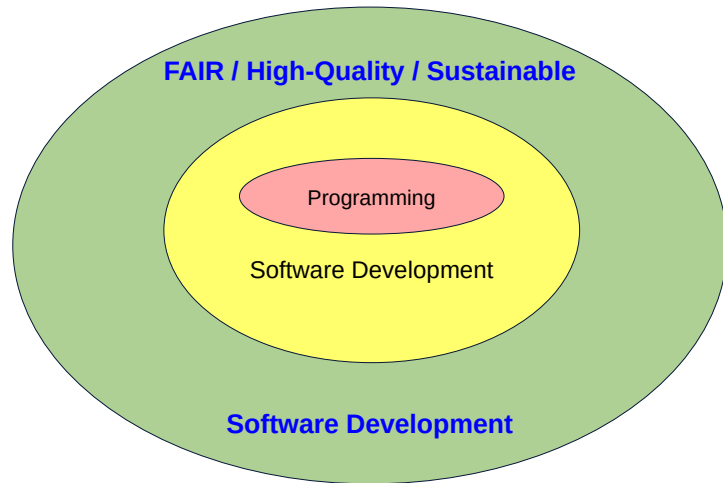 FAIR / High-Quality / Sustainable
Programming
Software Development
Software Development